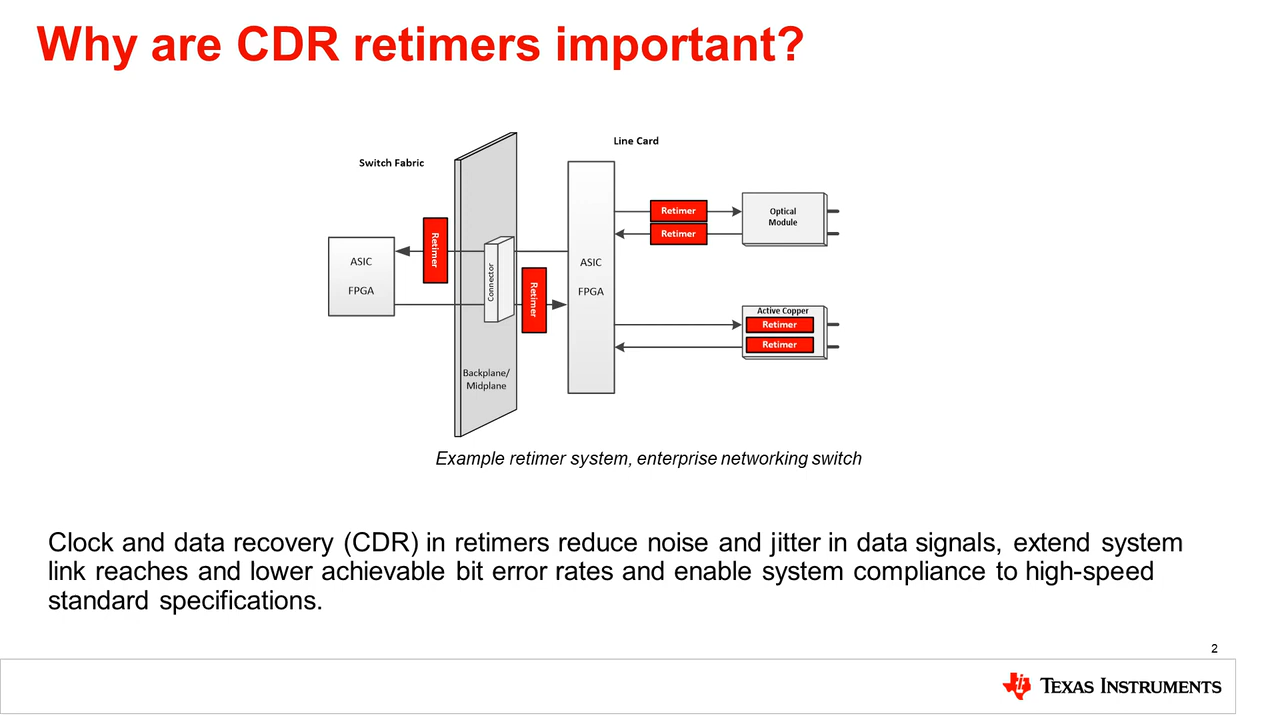 Why are CDR retimers important?
Line Card
Switch Fabric
Retimer
Retimer
Optical
Module
Retimer
ASIC
FPGA
Connector
Retimer
ASIC
FPGA
Active Copper
Retimer
Retimer
Backplane/
Midplane
Example retimer system, enterprise networking switch
Clock and data recovery (CDR) in retimers reduce noise and jitter in data signals, extend system
link reaches and lower achievable bit error rates and enable system compliance to high-speed
standard specifications.
2
Texas Instruments